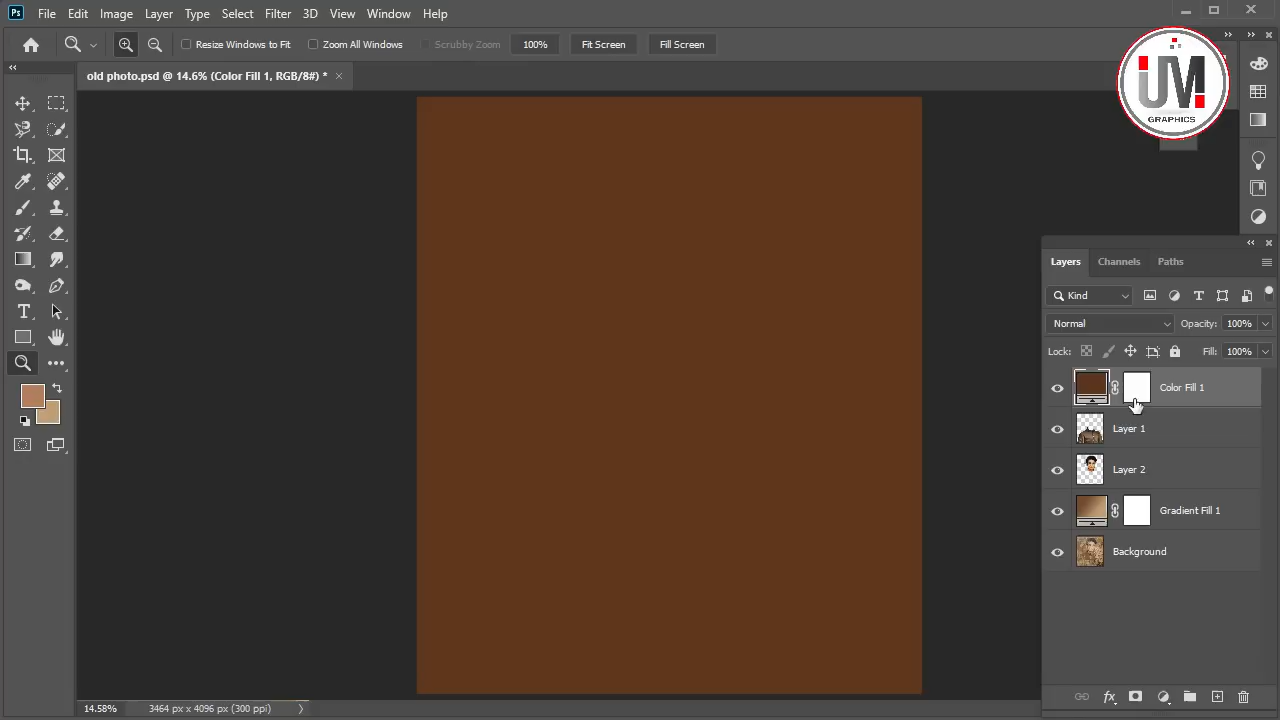 Ps File Edit Image Layer Type Select Filter 3D View Window Help
Resize Windows to Fit Zoom All Windows Scrubby Zoom 100% Fit Screen Fill Screen
old photo.psd @ 14.6% (Color Fill 1, RGB/8#) * ×
UM
GRAPHICS
Layers Channels Paths
Kind
Normal Opacity: 100%
Lock: Fill: 100%
Color Fill 1
Layer 1
Layer 2
Gradient Fill 1
Background
14.58% 3464 px x 4096 px (300 ppi)